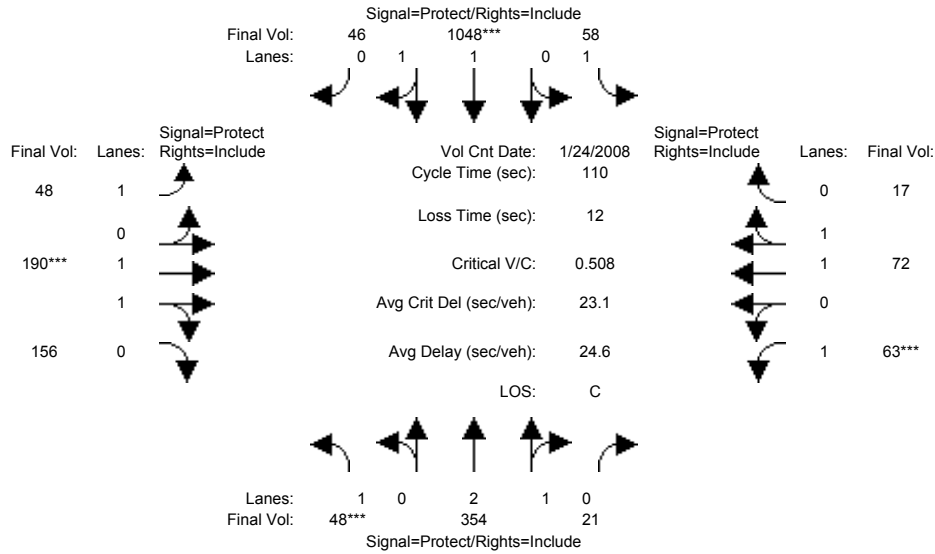 Signal=Protect/Rights=Include
Final Vol: 46 1048*** 58
Lanes: 0 1 1 0 1
Signal=Protect Signal=Protect
Final Vol: Lanes: Rights=Include Vol Cnt Date: 1/24/2008 Rights=Include Lanes: Final Vol:
Cycle Time (sec): 110
48 1 0 17
Loss Time (sec): 12
0 1
190*** 1 Critical V/C: 0.508 1 72
1 Avg Crit Del (sec/veh): 23.1 0
156 0 Avg Delay (sec/veh): 24.6 1 63***
LOS: C
Lanes: 1 0 2 1 0
Final Vol: 48*** 354 21
Signal=Protect/Rights=Include